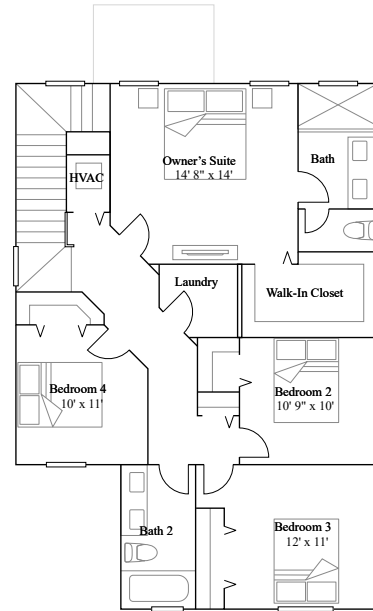 Owner's Suite
14' 8" x 14'
Bath
HVAC
Laundry
Walk-In Closet
Bedroom 4
10' x 11'
Bedroom 2
10' 9" x 10'
Bath 2
Bedroom 3
12' x 11'